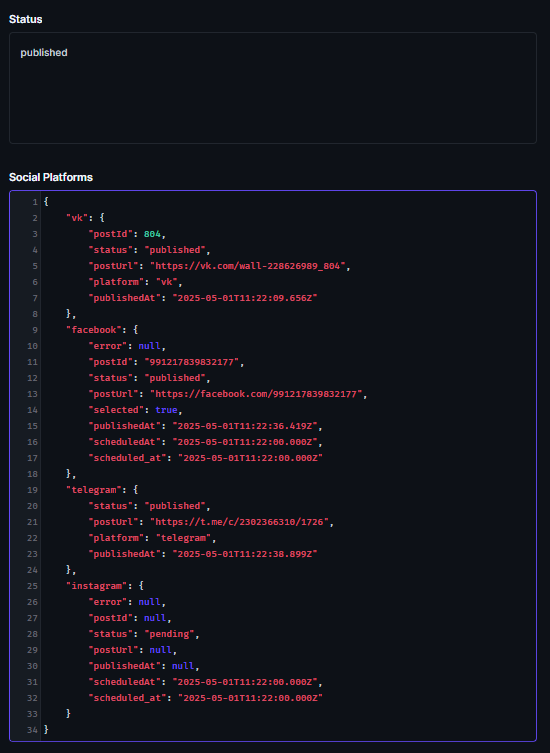 Status
published
Social Platforms
1 {
2     "vk": {
3         "postId": 804,
4         "status": "published",
5         "postUrl": "https://vk.com/wall-228626989_804",
6         "platform": "vk",
7         "publishedAt": "2025-05-01T11:22:09.656Z"
8     },
9     "facebook": {
10         "error": null,
11         "postId": "991217839832177",
12         "status": "published",
13         "postUrl": "https://facebook.com/991217839832177",
14         "selected": true,
15         "publishedAt": "2025-05-01T11:22:36.419Z",
16         "scheduledAt": "2025-05-01T11:22:00.000Z",
17         "scheduled_at": "2025-05-01T11:22:00.000Z"
18     },
19     "telegram": {
20         "status": "published",
21         "postUrl": "https://t.me/c/2302366310/1726",
22         "platform": "telegram",
23         "publishedAt": "2025-05-01T11:22:38.899Z"
24     },
25     "instagram": {
26         "error": null,
27         "postId": null,
28         "status": "pending",
29         "postUrl": null,
30         "publishedAt": null,
31         "scheduledAt": "2025-05-01T11:22:00.000Z",
32         "scheduled_at": "2025-05-01T11:22:00.000Z"
33     }
34 }